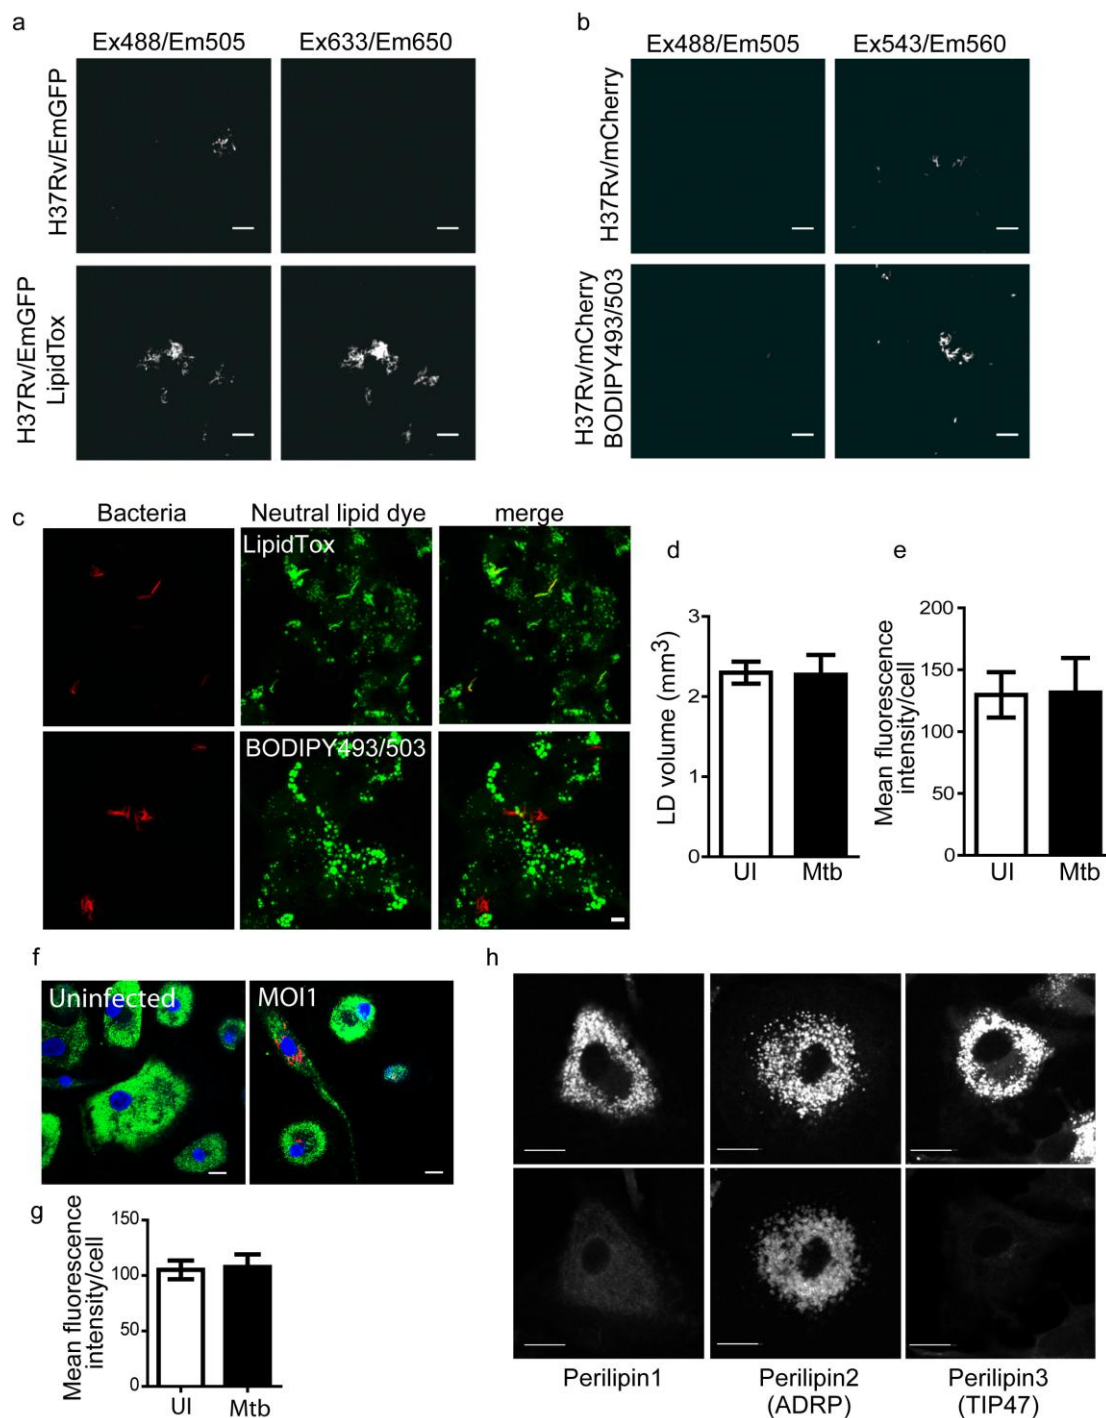 a
Ex488/Em505
Ex633/Em650
H37Rv/EmGFP
H37Rv/EmGFP
LipidTox
b
Ex488/Em505
Ex543/Em560
H37Rv/mCherry
H37Rv/mCherry
BODIPY493/503
c
Bacteria
Neutral lipid dye
merge
LipidTox
BODIPY493/503
d
LD volume (mm3)
3
2
1
0
UI
Mtb
e
Mean fluorescence
intensity/cell
200
150
100
50
0
UI
Mtb
f
Uninfected
MOI1
g
Mean fluorescence
intensity/cell
150
100
50
0
UI
Mtb
h
Perilipin1
Perilipin2
(ADRP)
Perilipin3
(TIP47)